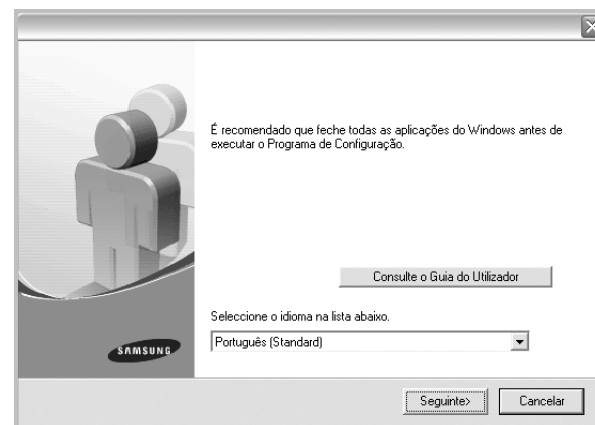 É recomendado que feche todas as aplicações do Windows antes de
executar o Programa de Configuração.
Consulte o Guia do Utilizador
Seleccione o idioma na lista abaixo.
Português (Standard)
SAMSUNG
Seguinte>
Cancelar